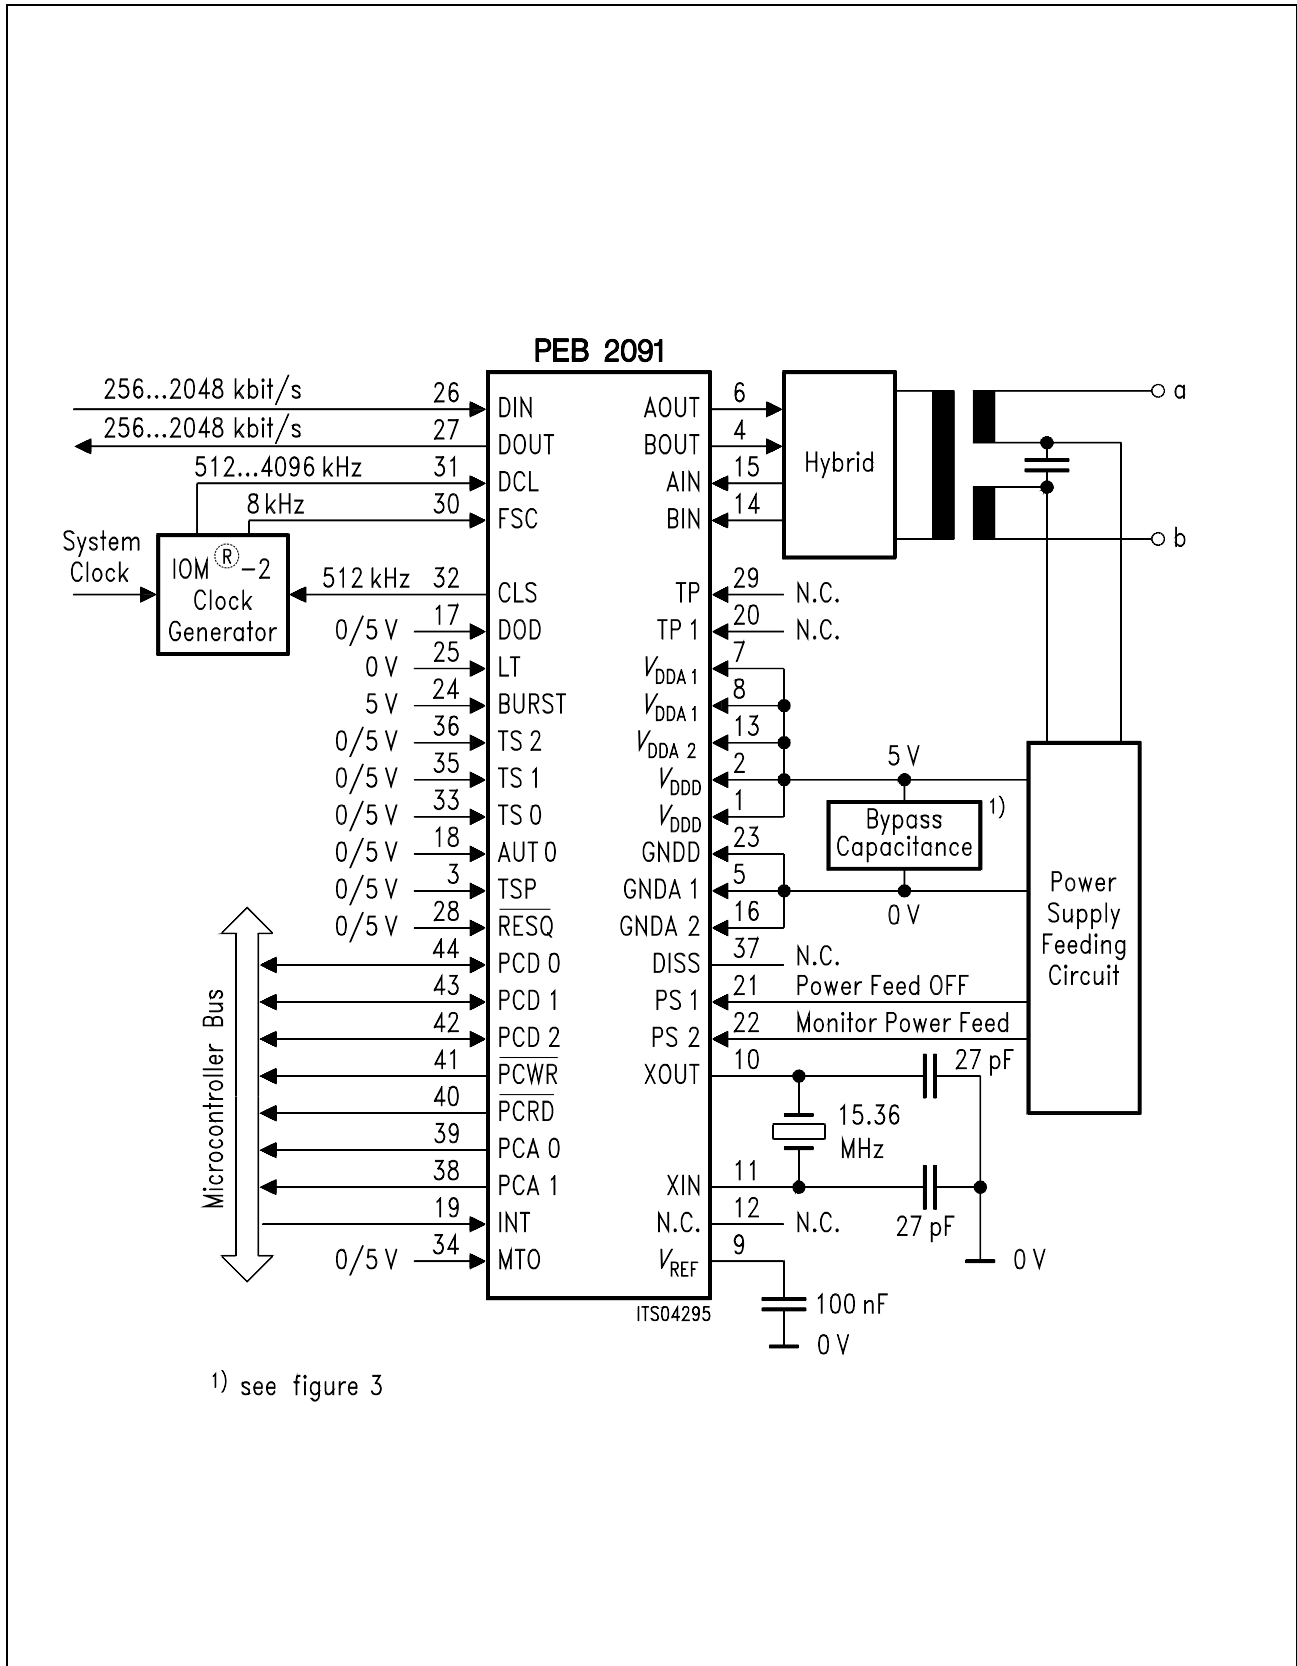 PEB 2091
256...2048 kbit/s 26 DIN AOUT 6
256...2048 kbit/s 27 DOUT BOUT 4
512...4096 kHz 31 DCL AIN 15
8 kHz 30 FSC BIN 14
Hybrid
a
b
System
Clock
IOM®-2
Clock
Generator
512 kHz 32 CLS TP 29 N.C.
0/5 V 17 DOD TP 1 20 N.C.
0 V 25 LT VDDA 1 7
5 V 24 BURST VDDA 1 8
0/5 V 36 TS 2 VDDA 2 13
0/5 V 35 TS 1 VDDD 2 5 V
0/5 V 33 TS 0 VDDD 1
Bypass
Capacitance
1)
0/5 V 18 AUT 0 GNDD 23
0/5 V 3 TSP GNDA 1 5 0 V
0/5 V 28 RESQ GNDA 2 16
Power
Supply
Feeding
Circuit
Microcontroller Bus
44 PCD 0 DISS 37 N.C.
43 PCD 1 PS 1 21 Power Feed OFF
42 PCD 2 PS 2 22 Monitor Power Feed
41 PCWR XOUT 10 27 pF
40 PCRD
15.36
MHz
39 PCA 0
38 PCA 1 XIN 11 27 pF
19 INT N.C. 12 N.C.
0/5 V 34 MTO VREF 9
0 V
100 nF
0 V
ITS04295
1) see figure 3